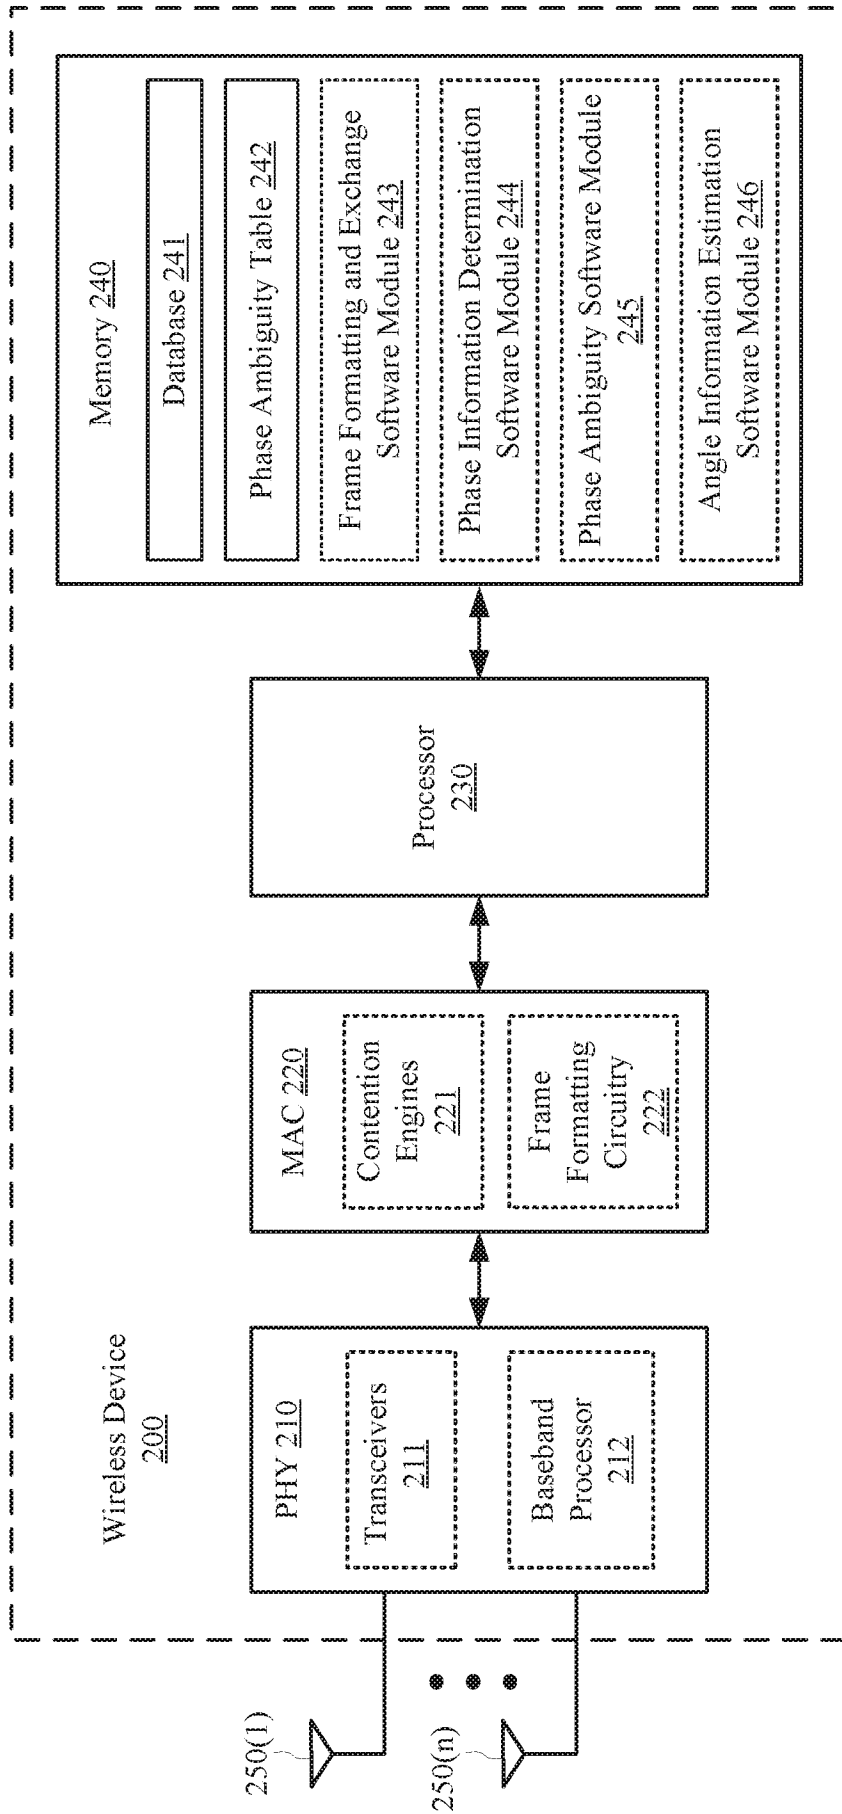 Wireless Device
200
250(1)
250(n)
PHY 210
Transceivers
211
Baseband
Processor
212
MAC 220
Contention
Engines
221
Frame
Formatting
Circuitry
222
Processor
230
Memory 240
Database 241
Phase Ambiguity Table 242
Frame Formatting and Exchange
Software Module 243
Phase Information Determination
Software Module 244
Phase Ambiguity Software Module
245
Angle Information Estimation
Software Module 246